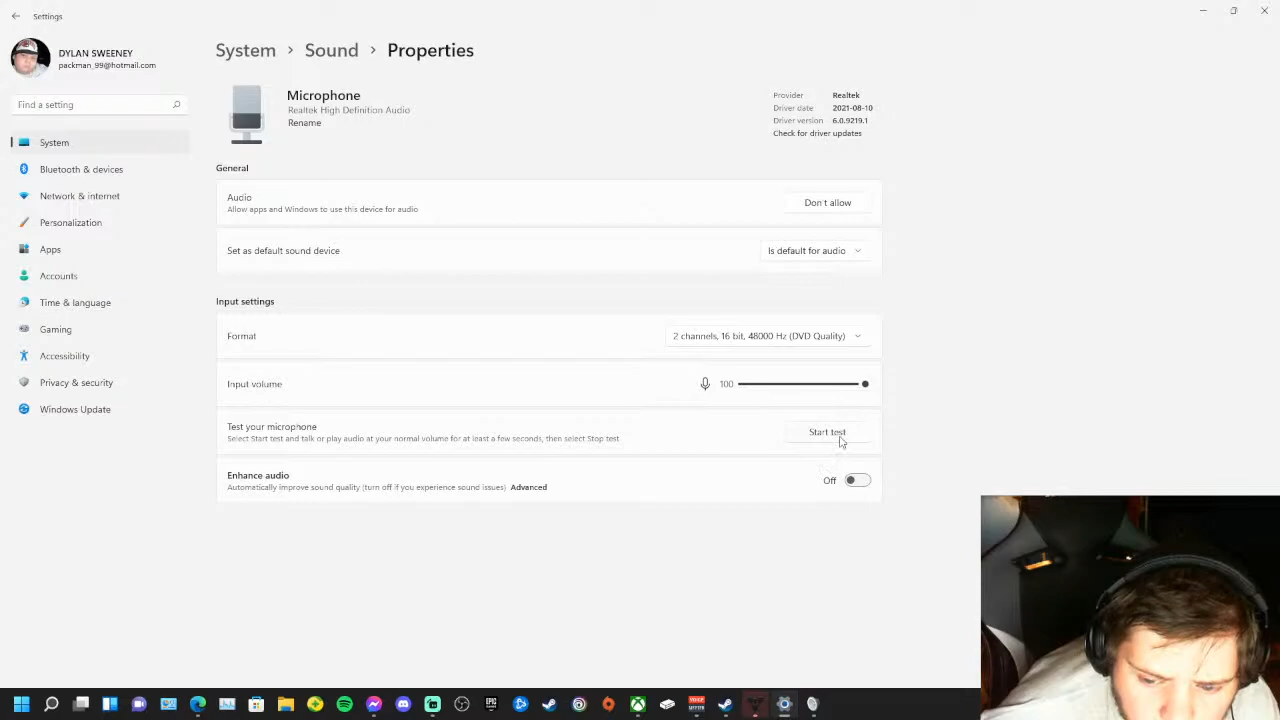 Settings
DYLAN SWEENEY
packman_99@hotmail.com
Find a setting
System
Bluetooth & devices
Network & internet
Personalization
Apps
Accounts
Time & language
Gaming
Accessibility
Privacy & security
Windows Update
System > Sound > Properties
Microphone
Realtek High Definition Audio
Rename
Provider Realtek
Driver date 2021-08-10
Driver version 6.0.9219.1
Check for driver updates
General
Audio
Allow apps and Windows to use this device for audio
Don't allow
Set as default sound device
Is default for audio
Input settings
Format
2 channels, 16 bit, 48000 Hz (DVD Quality)
Input volume
100
Test your microphone
Select Start test and talk or play audio at your normal volume for at least a few seconds, then select Stop test
Start test
Enhance audio
Automatically improve sound quality (turn off if you experience sound issues) Advanced
Off
EPIC